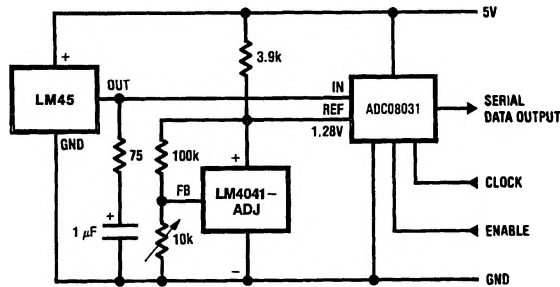 5V
+
3.9k
LM45
OUT
IN
ADC08031
SERIAL
DATA OUTPUT
REF
1.28V
GND
75
100k
+
LM4041-
ADJ
FB
CLOCK
+
1 μF
10k
ENABLE
−
GND